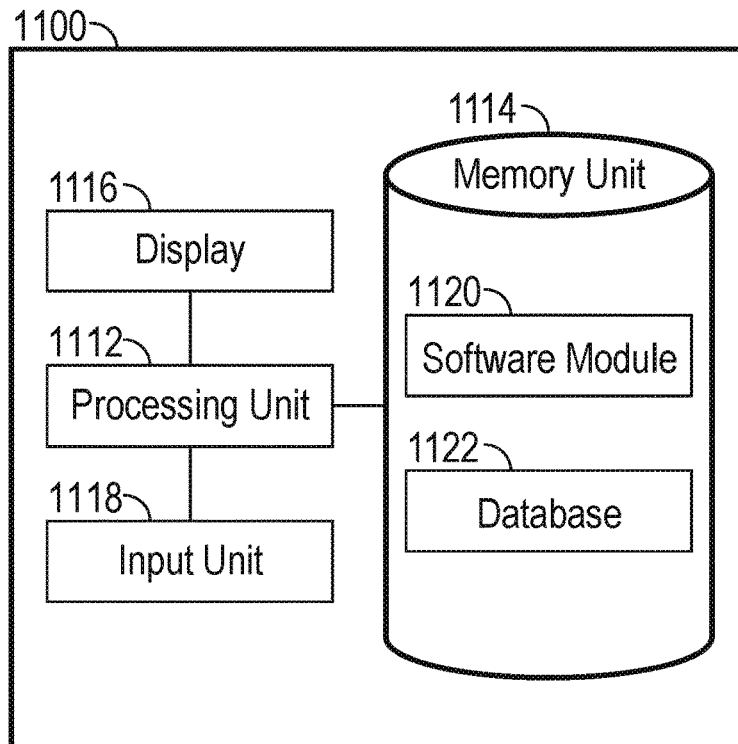 1100
1114
Memory Unit
1116
Display
1120
Software Module
1112
Processing Unit
1122
Database
1118
Input Unit